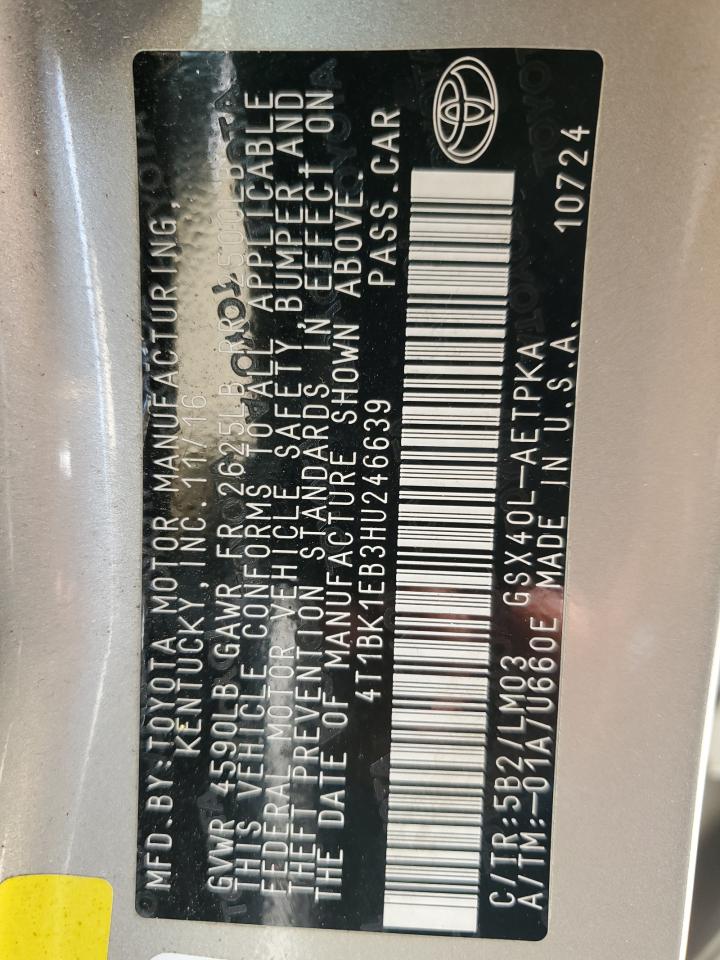 MFD.BY:TOYOTA MOTOR MANUFACTURING,
KENTUCKY, INC. 11/16
GVWR 4590LB GAWR FR 2625LB RR 2500LB
THIS VEHICLE CONFORMS TO ALL APPLICABLE
FEDERAL MOTOR VEHICLE SAFETY, BUMPER, AND
THEFT PREVENTION STANDARDS IN EFFECT ON
THE DATE OF MANUFACTURE SHOWN ABOVE.
4T1BK1EB3HU246639 PASS.CAR
C/TR:5B2/LM03 GSX40L-AETPKA
A/TM:-01A/U660E MADE IN U.S.A. 10724